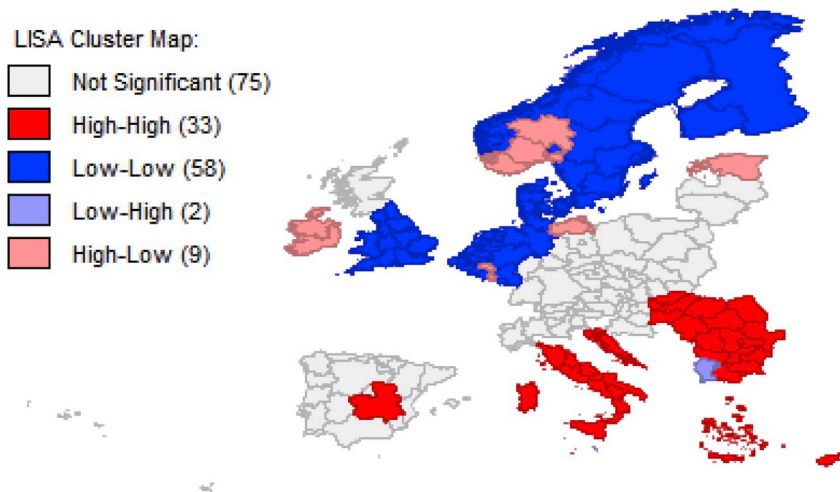 LISA Cluster Map:
Not Significant (75)
High-High (33)
Low-Low (58)
Low-High (2)
High-Low (9)